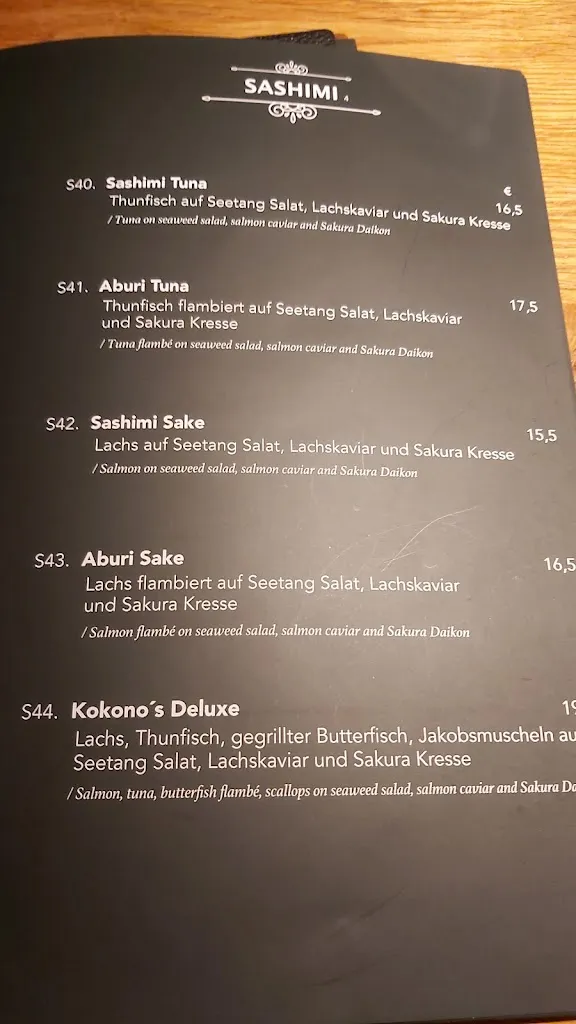 SASHIMI 4
€
S40. Sashimi Tuna
Thunfisch auf Seetang Salat, Lachskaviar und Sakura Kresse 16,5
/ Tuna on seaweed salad, salmon caviar and Sakura Daikon
S41. Aburi Tuna
Thunfisch flambiert auf Seetang Salat, Lachskaviar 17,5
und Sakura Kresse
/ Tuna flambé on seaweed salad, salmon caviar and Sakura Daikon
S42. Sashimi Sake 15,5
Lachs auf Seetang Salat, Lachskaviar und Sakura Kresse
/ Salmon on seaweed salad, salmon caviar and Sakura Daikon
S43. Aburi Sake 16,5
Lachs flambiert auf Seetang Salat, Lachskaviar
und Sakura Kresse
/ Salmon flambé on seaweed salad, salmon caviar and Sakura Daikon
S44. Kokono´s Deluxe
Lachs, Thunfisch, gegrillter Butterfisch, Jakobsmuscheln
Seetang Salat, Lachskaviar und Sakura Kresse
/ Salmon, tuna, butterfish flambé, scallops on seaweed salad, salmon caviar and Sakura